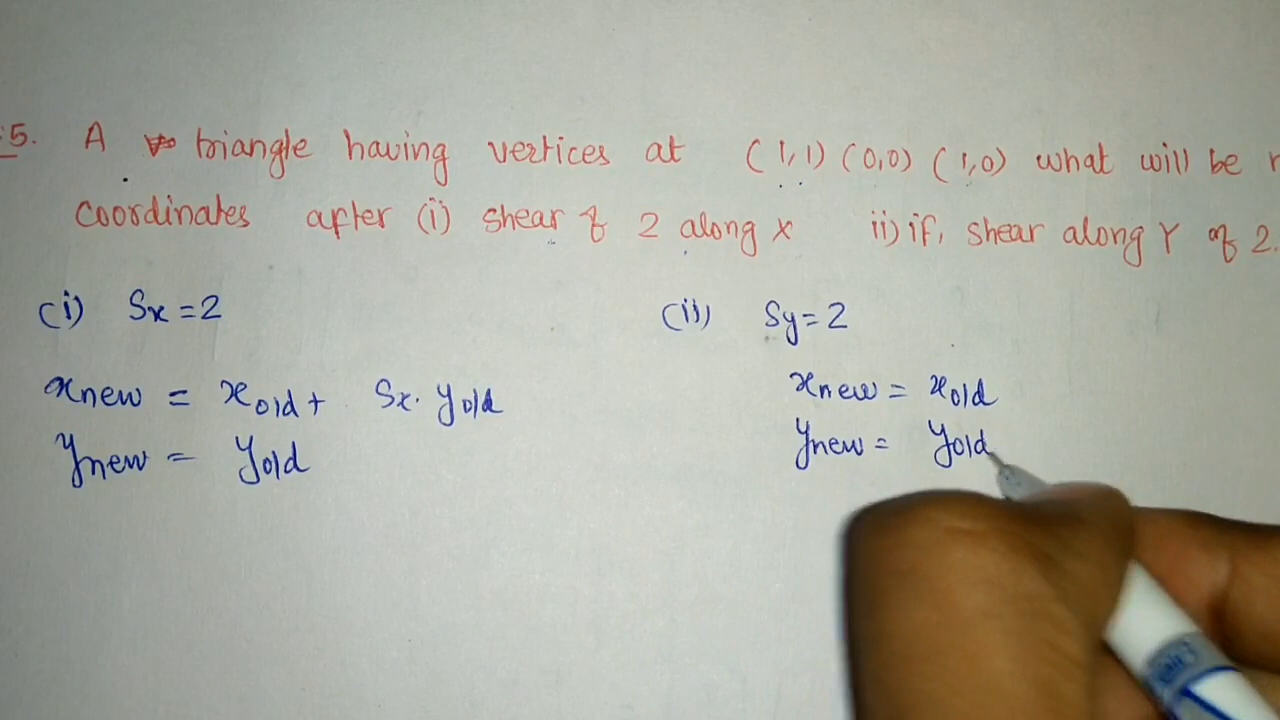 5. A triangle having vertices at (1,1) (0,0) (1,0) what will be
coordinates after (i) shear of 2 along X ii) if, shear along Y of 2.
(i) Sx = 2
xnew = xold + Sx. yold
ynew = yold
(ii) Sy = 2
xnew = xold
ynew = yold